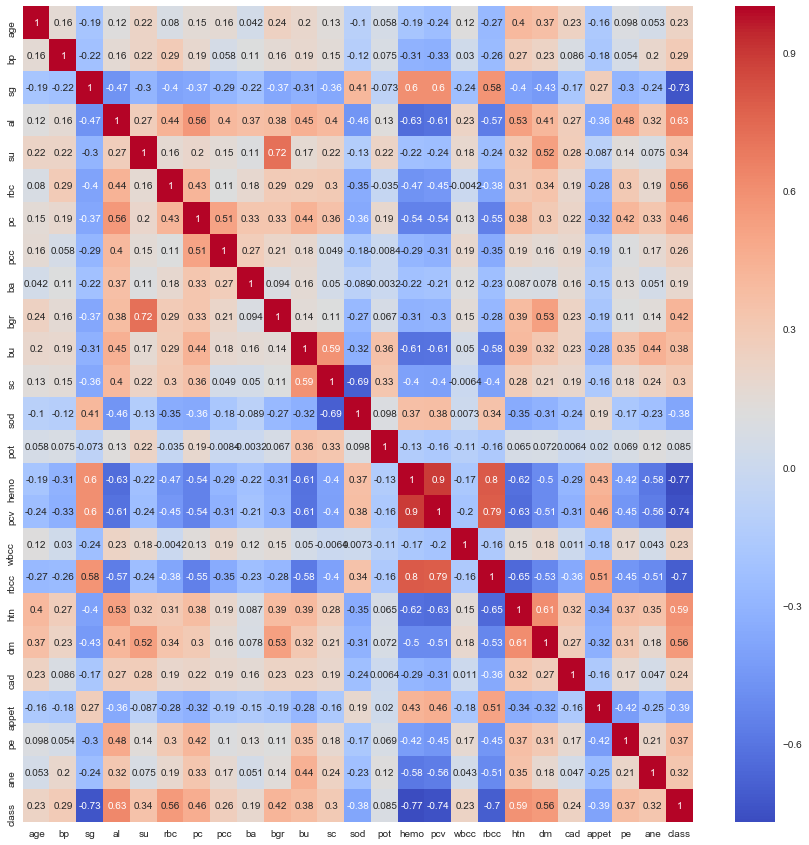 age 1 0.16 -0.19 0.12 0.22 0.08 0.15 0.16 0.042 0.24 0.2 0.13 -0.1 0.058 -0.19 -0.24 0.12 -0.27 0.4 0.37 0.23 -0.16 0.098 0.053 0.23
bp 0.16 1 -0.22 0.16 0.22 0.29 0.19 0.058 0.11 0.16 0.19 0.15 -0.12 0.075 -0.31 -0.33 0.03 -0.26 0.27 0.23 0.086 -0.18 0.054 0.2 0.29
sg -0.19 -0.22 1 -0.47 -0.3 -0.4 -0.37 -0.29 -0.22 -0.37 -0.31 -0.36 0.41 -0.073 0.6 0.6 -0.24 0.58 -0.4 -0.43 -0.17 0.27 -0.3 -0.24 -0.73
al 0.12 0.16 -0.47 1 0.27 0.44 0.56 0.4 0.37 0.38 0.45 0.4 -0.46 0.13 -0.63 -0.61 0.23 -0.57 0.53 0.41 0.27 -0.36 0.48 0.32 0.63
su 0.22 0.22 -0.3 0.27 1 0.16 0.2 0.15 0.11 0.72 0.17 0.22 -0.13 0.22 -0.22 -0.24 0.18 -0.24 0.32 0.52 0.28 -0.087 0.14 0.075 0.34
rbc 0.08 0.29 -0.4 0.44 0.16 1 0.43 0.11 0.18 0.29 0.29 0.3 -0.35 -0.035 -0.47 -0.45 -0.0042 -0.38 0.31 0.34 0.19 -0.28 0.3 0.19 0.56
pc 0.15 0.19 -0.37 0.56 0.2 0.43 1 0.51 0.33 0.33 0.44 0.36 -0.36 0.19 -0.54 -0.54 0.13 -0.55 0.38 0.3 0.22 -0.32 0.42 0.33 0.46
pcc 0.16 0.058 -0.29 0.4 0.15 0.11 0.51 1 0.27 0.21 0.18 0.049 -0.18 -0.0084 -0.29 -0.31 0.19 -0.35 0.19 0.16 0.19 -0.19 0.1 0.17 0.26
ba 0.042 0.11 -0.22 0.37 0.11 0.18 0.33 0.27 1 0.094 0.16 0.05 -0.089 -0.0032 -0.22 -0.21 0.12 -0.23 0.087 0.078 0.16 -0.15 0.13 0.051 0.19
bgr 0.24 0.16 -0.37 0.38 0.72 0.29 0.33 0.21 0.094 1 0.14 0.11 -0.27 0.067 -0.31 -0.3 0.15 -0.28 0.39 0.53 0.23 -0.19 0.11 0.14 0.42
bu 0.2 0.19 -0.31 0.45 0.17 0.29 0.44 0.18 0.16 0.14 1 0.59 -0.32 0.36 -0.61 -0.61 0.05 -0.58 0.39 0.32 0.23 -0.28 0.35 0.44 0.38
sc 0.13 0.15 -0.36 0.4 0.22 0.3 0.36 0.049 0.05 0.11 0.59 1 -0.69 0.33 -0.4 -0.4 -0.0064 -0.4 0.28 0.21 0.19 -0.16 0.18 0.24 0.3
sod -0.1 -0.12 0.41 -0.46 -0.13 -0.35 -0.36 -0.18 -0.089 -0.27 -0.32 -0.69 1 0.098 0.37 0.38 0.0073 0.34 -0.35 -0.31 -0.24 0.19 -0.17 -0.23 -0.38
pot 0.058 0.075 -0.073 0.13 0.22 -0.035 0.19 -0.0084 -0.0032 0.067 0.36 0.33 0.098 1 -0.13 -0.16 -0.11 -0.16 0.065 0.072 0.0064 0.02 0.069 0.12 0.085
hemo -0.19 -0.31 0.6 -0.63 -0.22 -0.47 -0.54 -0.29 -0.22 -0.31 -0.61 -0.4 0.37 -0.13 1 0.9 -0.17 0.8 -0.62 -0.5 -0.29 0.43 -0.42 -0.58 -0.77
pcv -0.24 -0.33 0.6 -0.61 -0.24 -0.45 -0.54 -0.31 -0.21 -0.3 -0.61 -0.4 0.38 -0.16 0.9 1 -0.2 0.79 -0.63 -0.51 -0.31 0.46 -0.45 -0.56 -0.74
wbcc 0.12 0.03 -0.24 0.23 0.18 -0.0042 0.13 0.19 0.12 0.15 0.05 -0.0064 0.0073 -0.11 -0.17 -0.2 1 -0.16 0.15 0.18 0.011 -0.18 0.17 0.043 0.23
rbcc -0.27 -0.26 0.58 -0.57 -0.24 -0.38 -0.55 -0.35 -0.23 -0.28 -0.58 -0.4 0.34 -0.16 0.8 0.79 -0.16 1 -0.65 -0.53 -0.36 0.51 -0.45 -0.51 -0.7
htn 0.4 0.27 -0.4 0.53 0.32 0.31 0.38 0.19 0.087 0.39 0.39 0.28 -0.35 0.065 -0.62 -0.63 0.15 -0.65 1 0.61 0.32 -0.34 0.37 0.35 0.59
dm 0.37 0.23 -0.43 0.41 0.52 0.34 0.3 0.16 0.078 0.53 0.32 0.21 -0.31 0.072 -0.5 -0.51 0.18 -0.53 0.61 1 0.27 -0.32 0.31 0.18 0.56
cad 0.23 0.086 -0.17 0.27 0.28 0.19 0.22 0.19 0.16 0.23 0.23 0.19 -0.24 0.0064 -0.29 -0.31 0.011 -0.36 0.32 0.27 1 -0.16 0.17 0.047 0.24
appet -0.16 -0.18 0.27 -0.36 -0.087 -0.28 -0.32 -0.19 -0.15 -0.19 -0.28 -0.16 0.19 0.02 0.43 0.46 -0.18 0.51 -0.34 -0.32 -0.16 1 -0.42 -0.25 -0.39
pe 0.098 0.054 -0.3 0.48 0.14 0.3 0.42 0.1 0.13 0.11 0.35 0.18 -0.17 0.069 -0.42 -0.45 0.17 -0.45 0.37 0.31 0.17 -0.42 1 0.21 0.37
ane 0.053 0.2 -0.24 0.32 0.075 0.19 0.33 0.17 0.051 0.14 0.44 0.24 -0.23 0.12 -0.58 -0.56 0.043 -0.51 0.35 0.18 0.047 -0.25 0.21 1 0.32
class 0.23 0.29 -0.73 0.63 0.34 0.56 0.46 0.26 0.19 0.42 0.38 0.3 -0.38 0.085 -0.77 -0.74 0.23 -0.7 0.59 0.56 0.24 -0.39 0.37 0.32 1
age bp sg al su rbc pc pcc ba bgr bu sc sod pot hemo pcv wbcc rbcc htn dm cad appet pe ane class
0.9
0.6
0.3
0.0
-0.3
-0.6